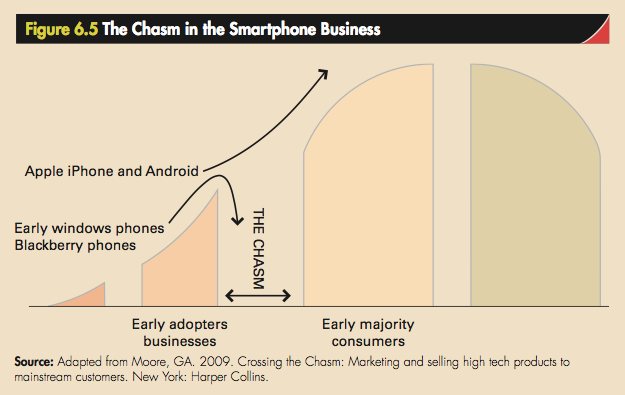 Figure 6.5 The Chasm in the Smartphone Business
Apple iPhone and Android
Early windows phones
Blackberry phones
THE CHASM
Early adopters
businesses
Early majority
consumers
Source: Adapted from Moore, GA. 2009. Crossing the Chasm: Marketing and selling high tech products to
mainstream customers. New York: Harper Collins.